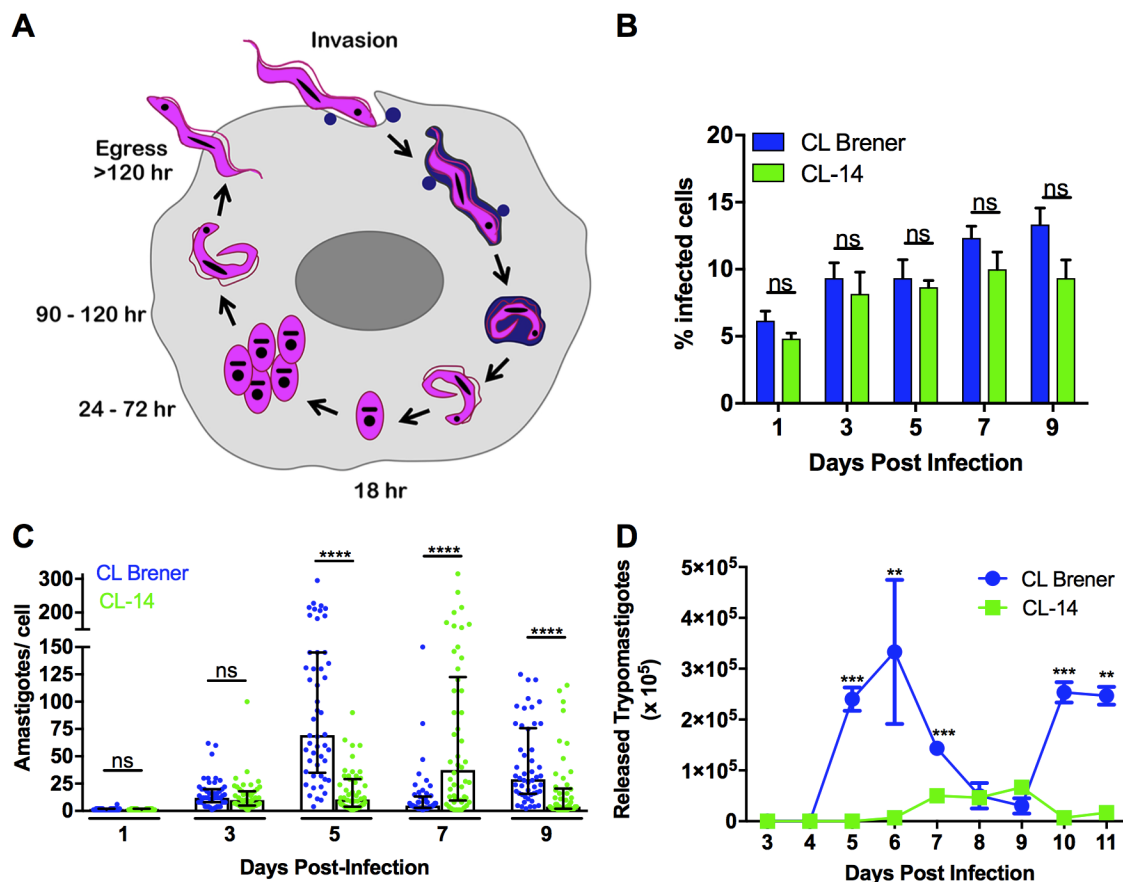 A
Invasion
Egress
>120 hr
90 - 120 hr
24 - 72 hr
18 hr
B
CL Brener
CL-14
% infected cells
20
15
10
5
0
ns
ns
ns
ns
ns
1 3 5 7 9
Days Post Infection
C
CL Brener
CL-14
Amastigotes/ cell
300
200
150
125
100
75
50
25
0
ns
ns
****
****
****
1 3 5 7 9
Days Post-Infection
D
CL Brener
CL-14
Released Trypomastigotes
(x 10⁵)
5×10⁵
4×10⁵
3×10⁵
2×10⁵
1×10⁵
0
***
**
***
***
**
3 4 5 6 7 8 9 10 11
Days Post Infection